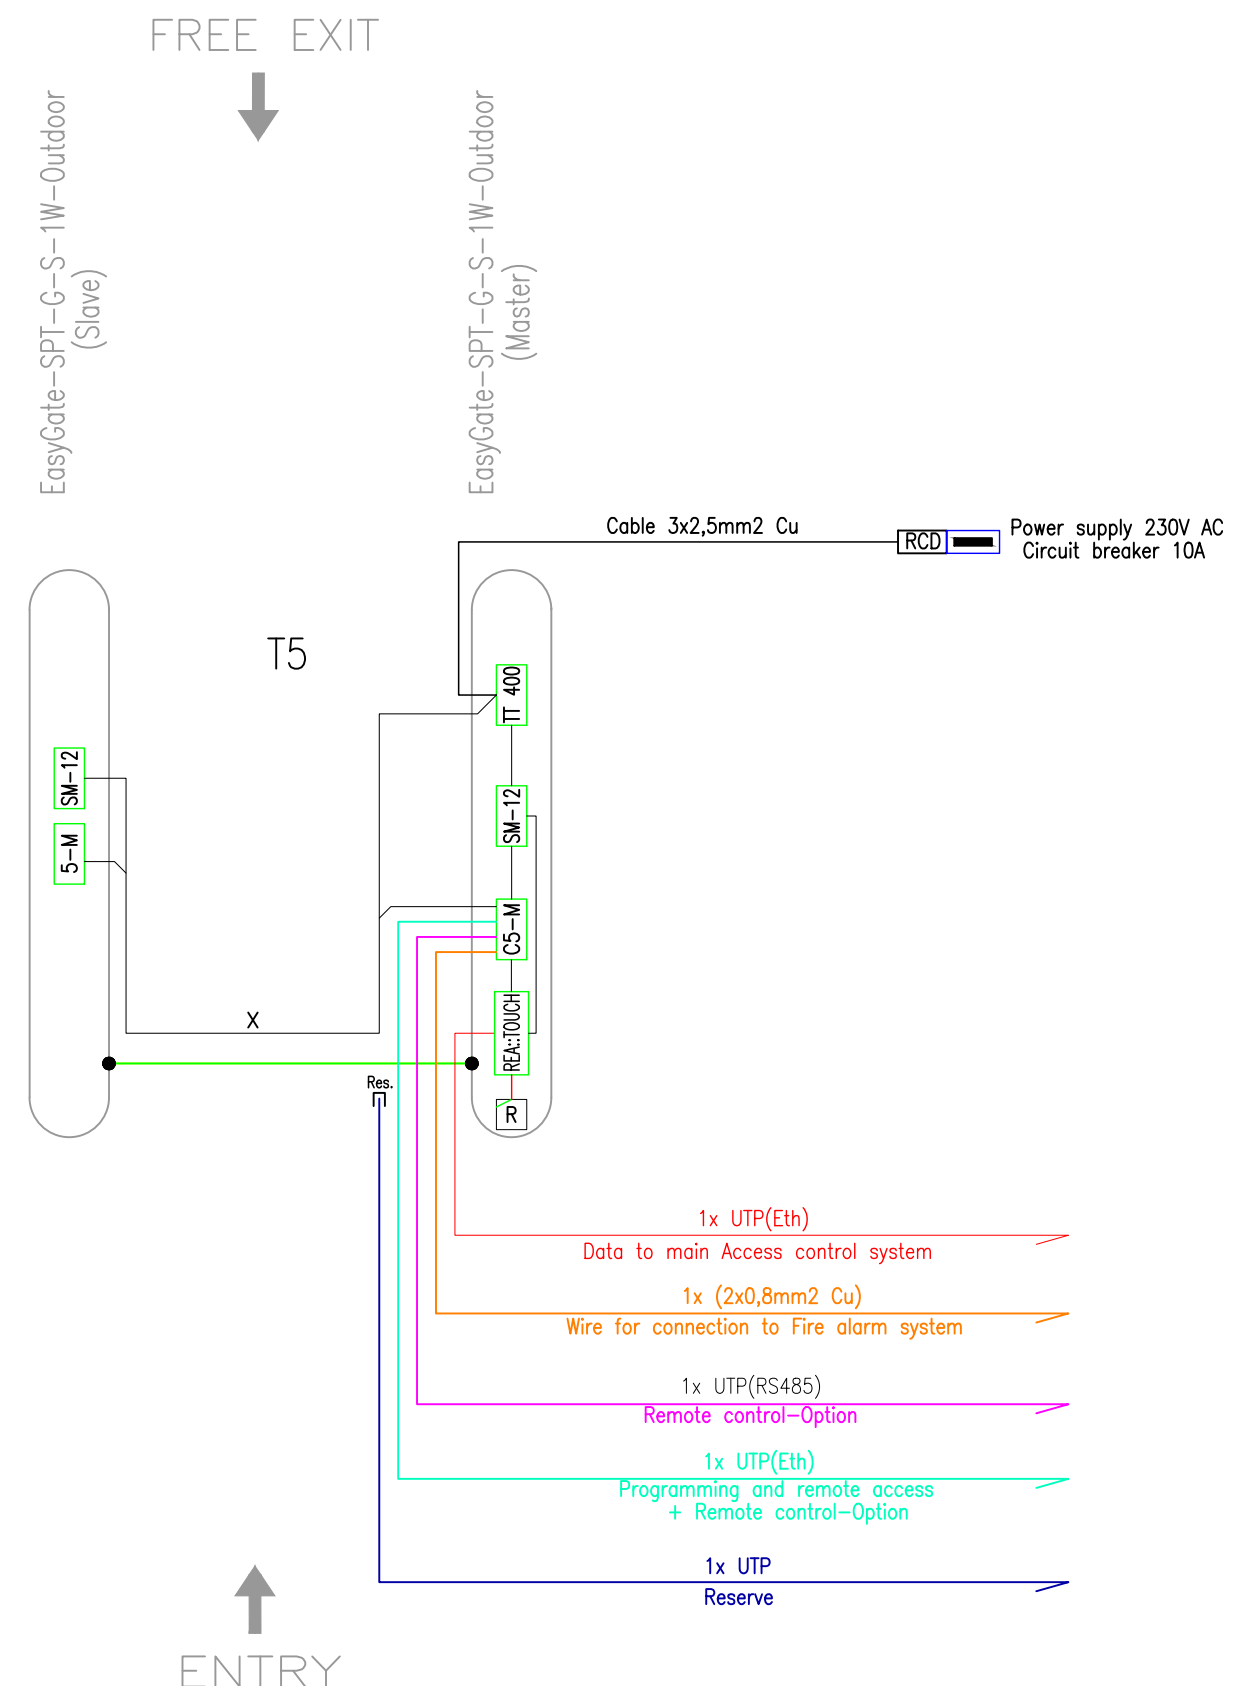 FREE EXIT
EasyGate-SPT-G-S-1W-Outdoor
(Slave)
EasyGate-SPT-G-S-1W-Outdoor
(Master)
Cable 3x2,5mm2 Cu
RCD
Power supply 230V AC
Circuit breaker 10A
T5
TT 400
SM-12
SM-12
5-M
C5-M
REA::TOUCH
X
Res.
R
1x UTP(Eth)
Data to main Access control system
1x (2x0,8mm2 Cu)
Wire for connection to Fire alarm system
1x UTP(RS485)
Remote control-Option
1x UTP(Eth)
Programming and remote access
+ Remote control-Option
1x UTP
Reserve
ENTRY